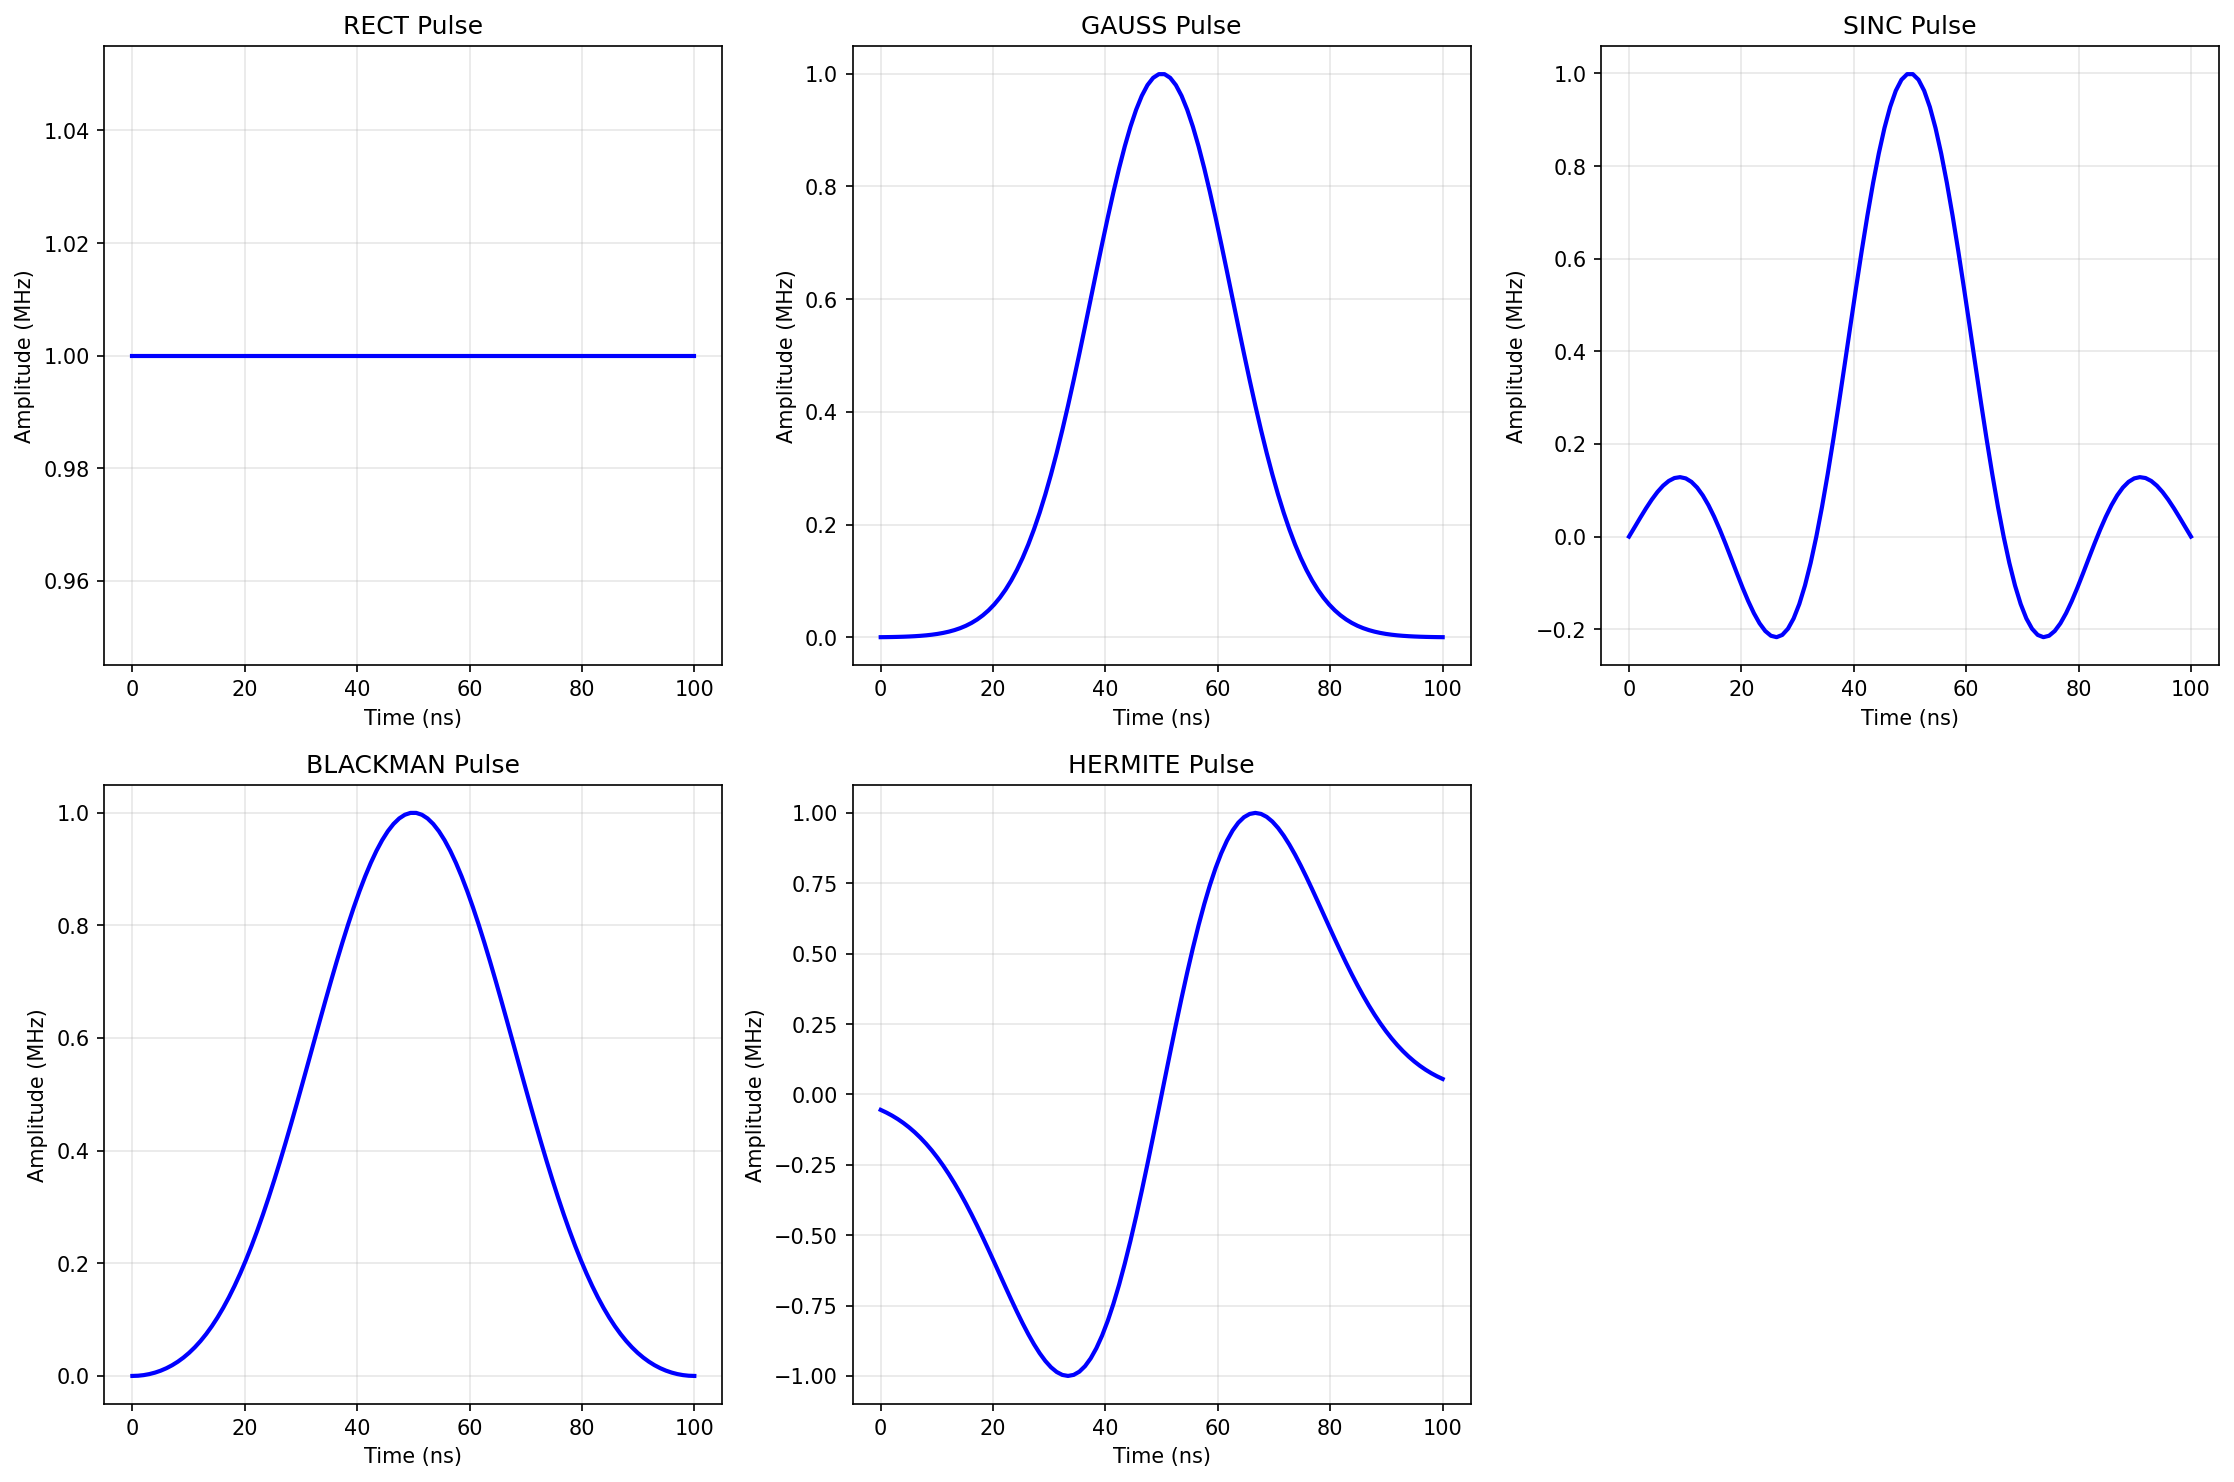 RECT Pulse
1.04
1.02
1.00
0.98
0.96
Amplitude (MHz)
0 20 40 60 80 100
Time (ns)
GAUSS Pulse
1.0
0.8
0.6
0.4
0.2
0.0
Amplitude (MHz)
0 20 40 60 80 100
Time (ns)
SINC Pulse
1.0
0.8
0.6
0.4
0.2
0.0
−0.2
Amplitude (MHz)
0 20 40 60 80 100
Time (ns)
BLACKMAN Pulse
1.0
0.8
0.6
0.4
0.2
0.0
Amplitude (MHz)
0 20 40 60 80 100
Time (ns)
HERMITE Pulse
1.00
0.75
0.50
0.25
0.00
−0.25
−0.50
−0.75
−1.00
Amplitude (MHz)
0 20 40 60 80 100
Time (ns)